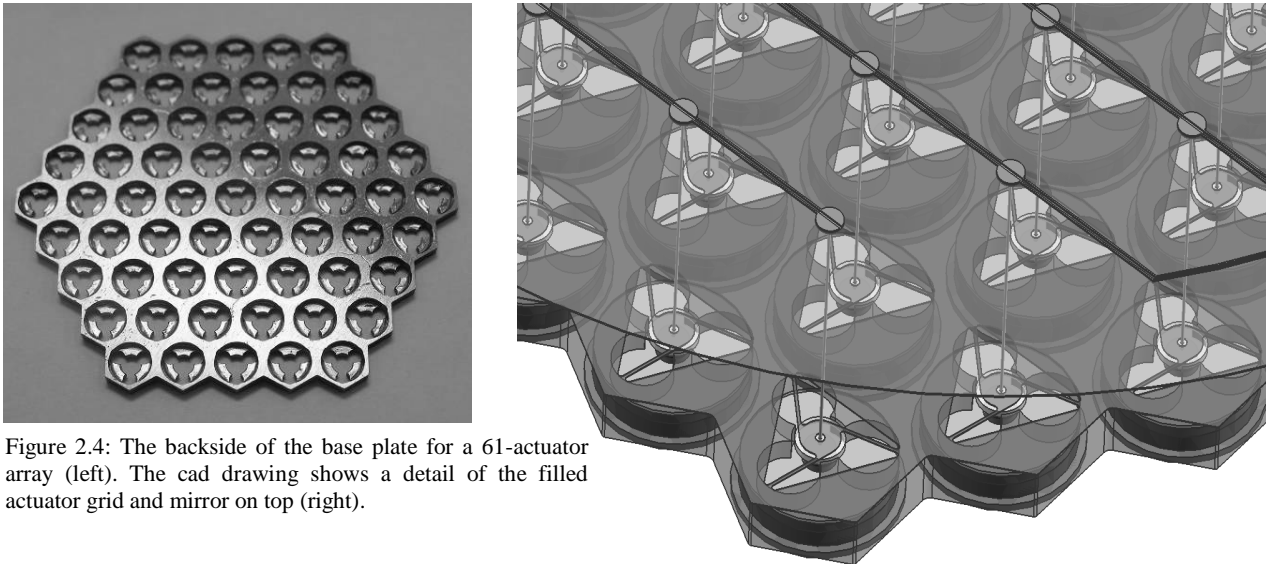 Figure 2.4: The backside of the base plate for a 61-actuator
array (left). The cad drawing shows a detail of the filled
actuator grid and mirror on top (right).